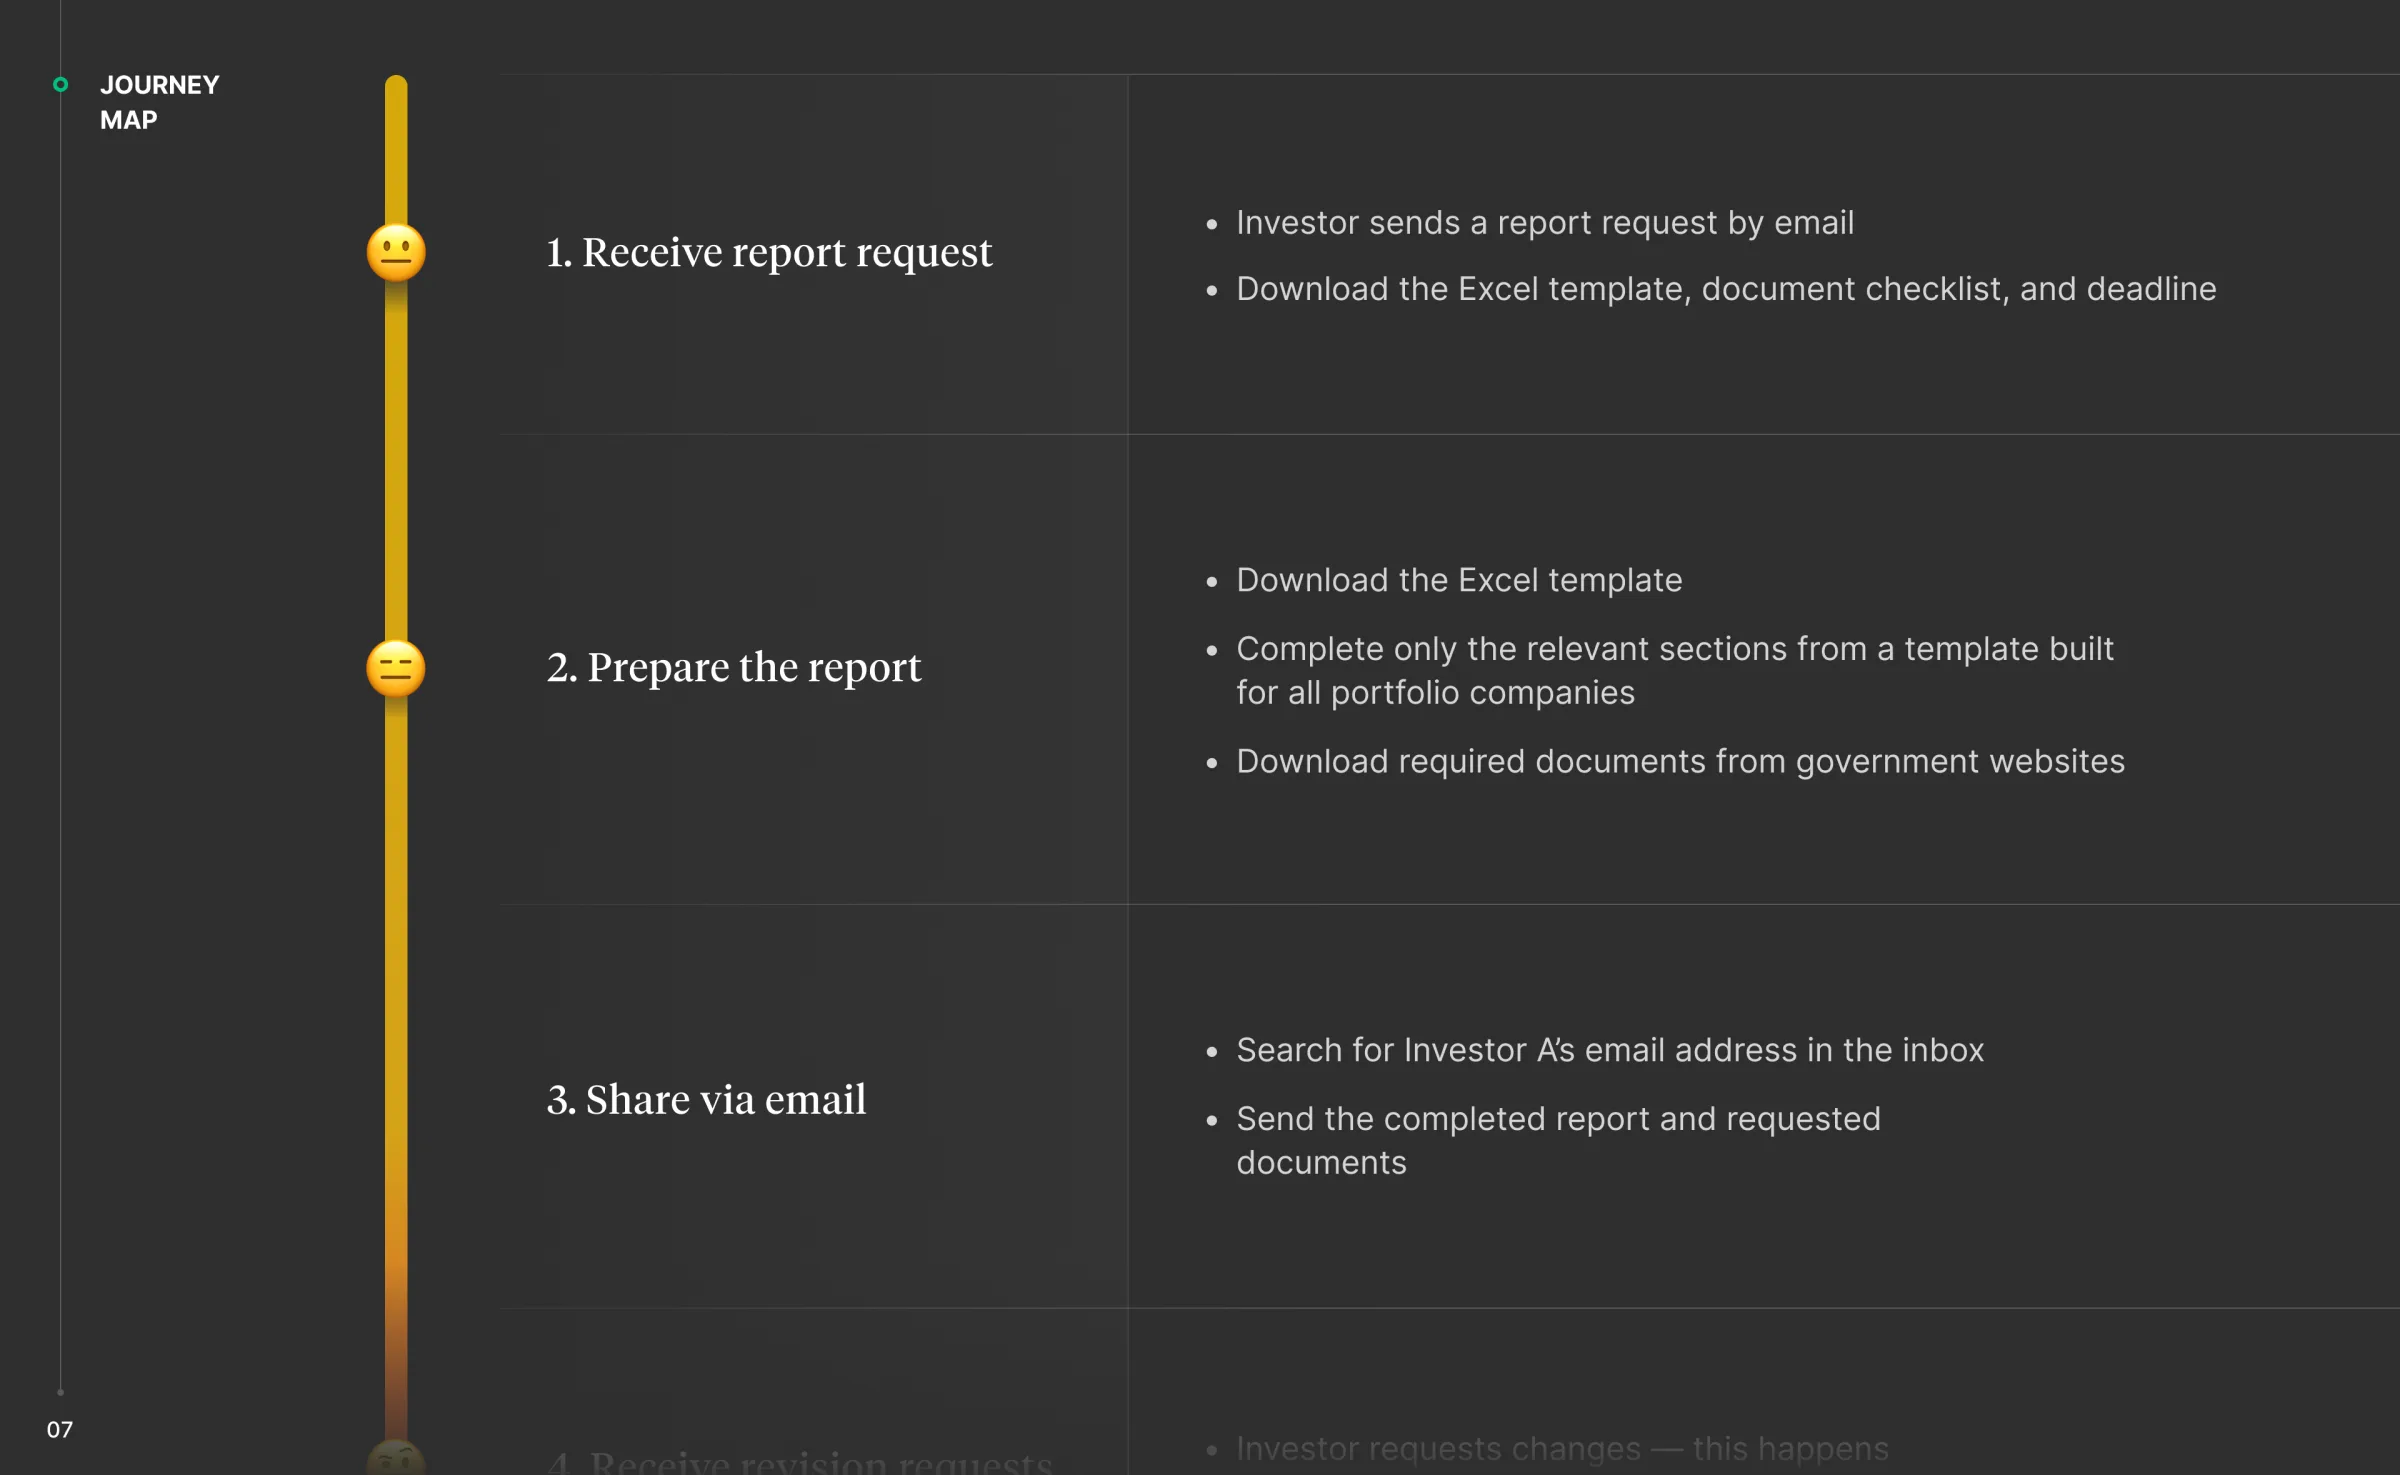 JOURNEY
MAP
1. Receive report request
• Investor sends a report request by email
• Download the Excel template, document checklist, and deadline
2. Prepare the report
• Download the Excel template
• Complete only the relevant sections from a template built
for all portfolio companies
• Download required documents from government websites
3. Share via email
• Search for Investor A’s email address in the inbox
• Send the completed report and requested
documents
4. Receive revision requests
• Investor requests changes — this happens
07